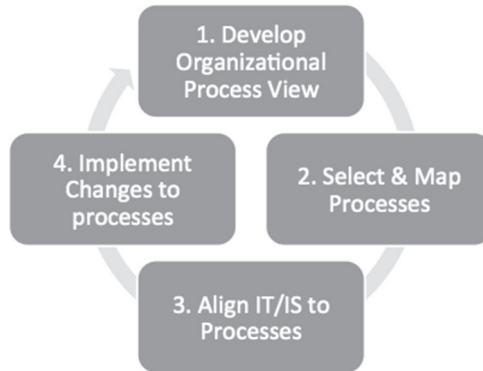 1. Develop
Organizational
Process View
2. Select & Map
Processes
3. Align IT/IS to
Processes
4. Implement
Changes to
processes